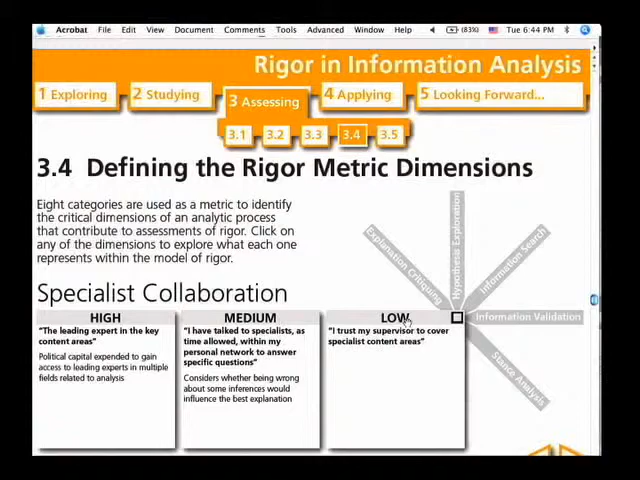 Acrobat File Edit View Document Comments Tools Advanced Window Help (83%) Tue 6:44 PM
Rigor in Information Analysis
1 Exploring 2 Studying 3 Assessing 4 Applying 5 Looking Forward...
3.1 3.2 3.3 3.4 3.5
3.4 Defining the Rigor Metric Dimensions
Eight categories are used as a metric to identify
the critical dimensions of an analytic process
that contribute to assessments of rigor. Click on
any of the dimensions to explore what each one
represents within the model of rigor.
Explanation Critiquing
Hypothesis Exploration
Information Search
Information Validation
Stance Analysis
Specialist Collaboration
HIGH
"The leading expert in the key
content areas"
Political capital expended to gain
access to leading experts in multiple
fields related to analysis
MEDIUM
"I have talked to specialists, as
time allowed, within my
personal network to answer
specific questions"
Considers whether being wrong
about some inferences would
influence the best explanation
LOW
"I trust my supervisor to cover
specialist content areas"